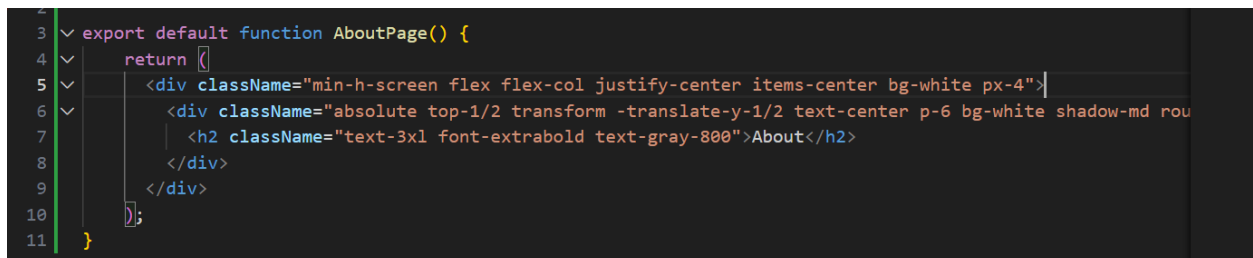 3 export default function AboutPage() {
4 return (
5 <div className="min-h-screen flex flex-col justify-center items-center bg-white px-4">
6 <div className="absolute top-1/2 transform -translate-y-1/2 text-center p-6 bg-white shadow-md rou
7 <h2 className="text-3xl font-extrabold text-gray-800">About</h2>
8 </div>
9 </div>
10 );
11 }